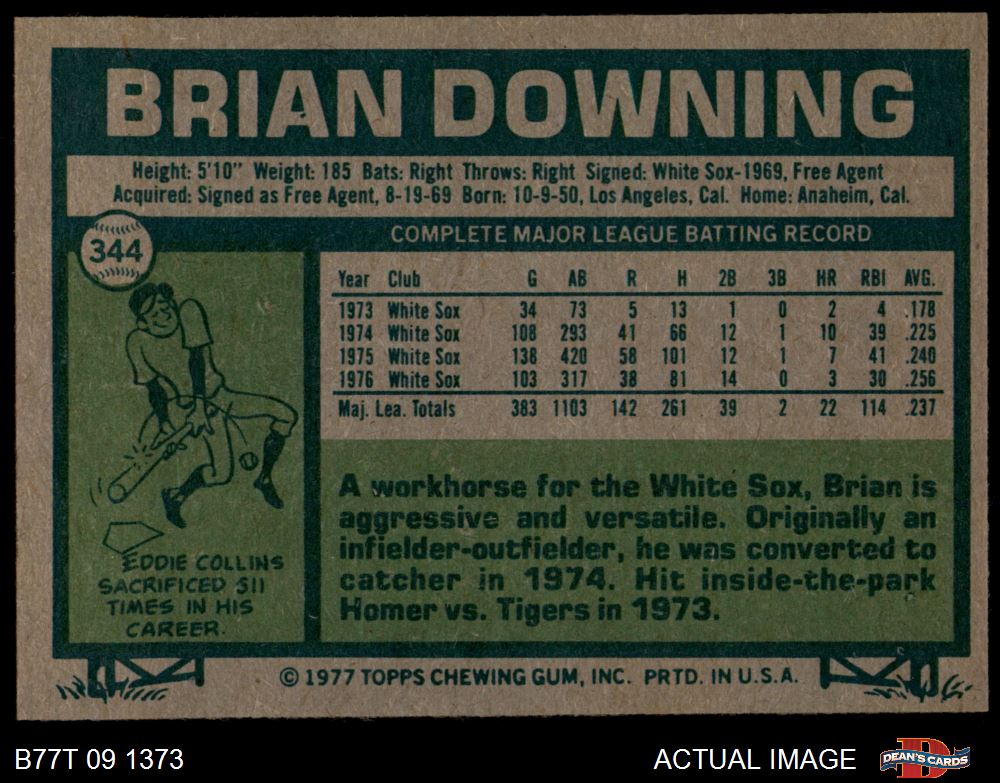 BRIAN DOWNING
Height: 5'10" Weight: 185 Bats: Right Throws: Right Signed: White Sox-1969, Free Agent
Acquired: Signed as Free Agent, 8-19-69 Born: 10-9-50, Los Angeles, Cal. Home: Anaheim, Cal.
344
COMPLETE MAJOR LEAGUE BATTING RECORD
Year Club G AB R H 2B 3B HR RBI AVG.
1973 White Sox 34 73 5 13 1 0 2 4 .178
1974 White Sox 108 293 41 66 12 1 10 39 .225
1975 White Sox 138 420 58 101 12 1 7 41 .240
1976 White Sox 103 317 38 81 14 0 3 30 .256
Maj. Lea. Totals 383 1103 142 261 39 2 22 114 .237
EDDIE COLLINS
SACRIFICED 511
TIMES IN HIS
CAREER.
A workhorse for the White Sox, Brian is
aggressive and versatile. Originally an
infielder-outfielder, he was converted to
catcher in 1974. Hit inside-the-park
Homer vs. Tigers in 1973.
© 1977 TOPPS CHEWING GUM, INC. PRTD. IN U.S.A.
B77T 09 1373
ACTUAL IMAGE
DEAN'S CARDS